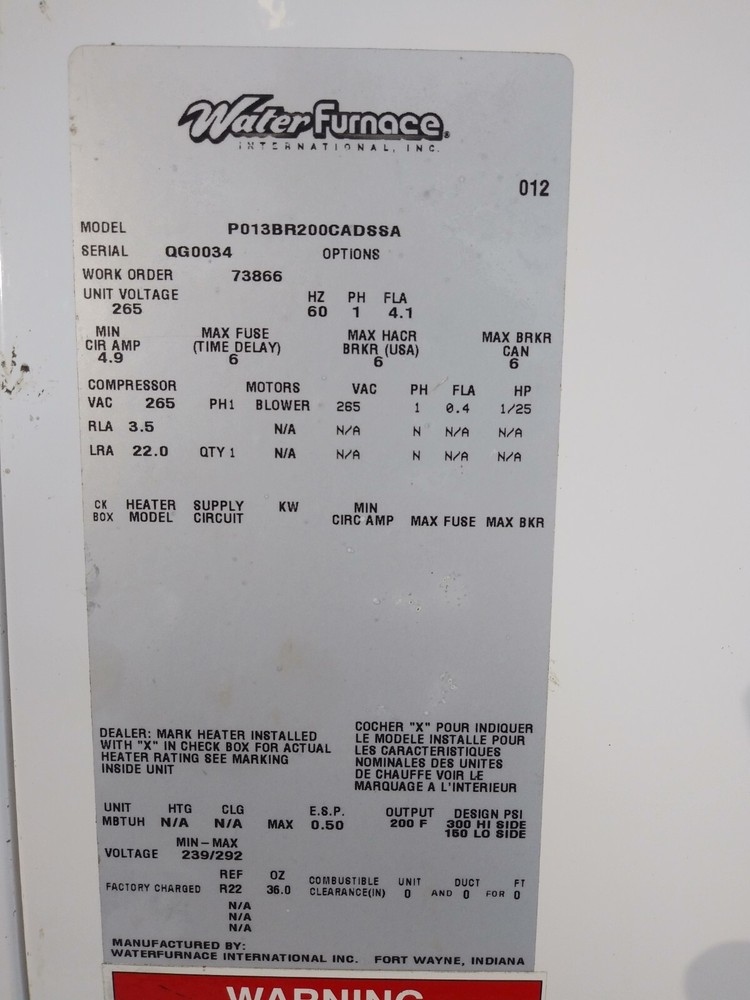 WaterFurnace®
INTERNATIONAL, INC.
012
MODEL P013BR200CADSSA
SERIAL QG0034 OPTIONS
WORK ORDER 73866
UNIT VOLTAGE HZ PH FLA
265 60 1 4.1
MIN MAX FUSE MAX HACR MAX BRKR
CIR AMP (TIME DELAY) BRKR (USA) CAN
4.9 6 6 6
COMPRESSOR MOTORS VAC PH FLA HP
VAC 265 PH1 BLOWER 265 1 0.4 1/25
RLA 3.5 N/A N/A N N/A N/A
LRA 22.0 QTY 1 N/A N/A N N/A N/A
CK HEATER SUPPLY KW MIN
BOX MODEL CIRCUIT CIRC AMP MAX FUSE MAX BKR
DEALER: MARK HEATER INSTALLED
WITH "X" IN CHECK BOX FOR ACTUAL
HEATER RATING SEE MARKING
INSIDE UNIT
COCHER "X" POUR INDIQUER
LE MODELE INSTALLE POUR
LES CARACTERISTIQUES
NOMINALES DES UNITES
DE CHAUFFE VOIR LE
MARQUAGE A L'INTERIEUR
UNIT HTG CLG E.S.P. OUTPUT DESIGN PSI
MBTUH N/A N/A MAX 0.50 200 F 300 HI SIDE
150 LO SIDE
MIN-MAX
VOLTAGE 239/292
REF OZ COMBUSTIBLE UNIT DUCT FT
FACTORY CHARGED R22 36.0 CLEARANCE(IN) 0 AND 0 FOR 0
N/A
N/A
N/A
MANUFACTURED BY:
WATERFURNACE INTERNATIONAL INC. FORT WAYNE, INDIANA
WARNING